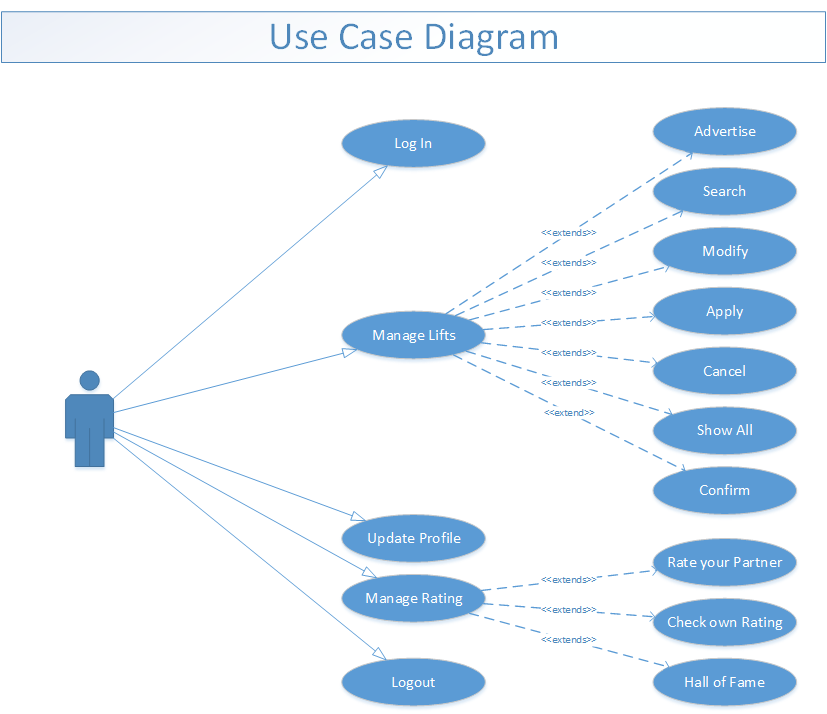 Use Case Diagram
Advertise
Log In
Search
<<extends>>
Modify
<<extends>>
<<extends>>
Apply
<<extends>>
Manage Lifts
<<extends>>
Cancel
<<extends>>
<<extend>>
Show All
Confirm
Update Profile
Rate your Partner
<<extends>>
Manage Rating
<<extends>>
Check own Rating
<<extends>>
Logout
Hall of Fame